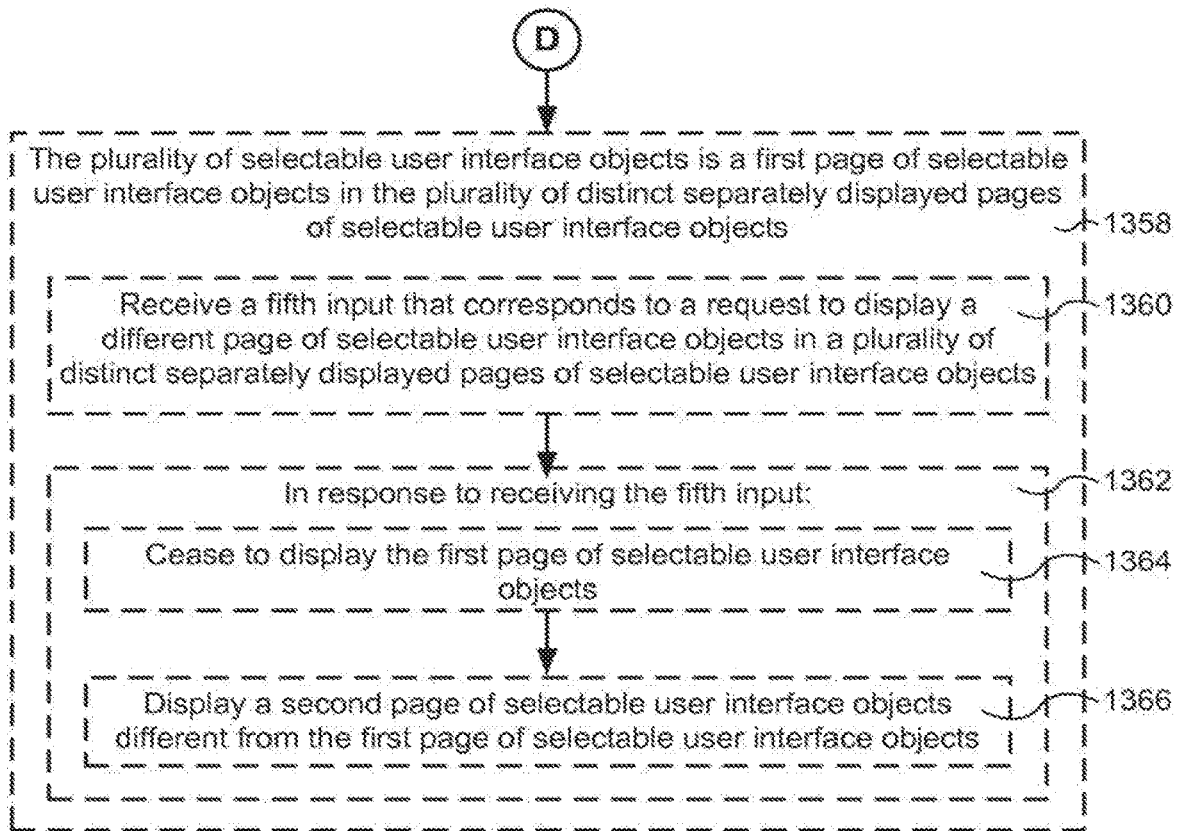 D
The plurality of selectable user interface objects is a first page of selectable
user interface objects in the plurality of distinct separately displayed pages
of selectable user interface objects
1358
Receive a fifth input that corresponds to a request to display a
different page of selectable user interface objects in a plurality of
distinct separately displayed pages of selectable user interface objects
1360
In response to receiving the fifth input:
1362
Cease to display the first page of selectable user interface
objects
1364
Display a second page of selectable user interface objects
different from the first page of selectable user interface objects
1366